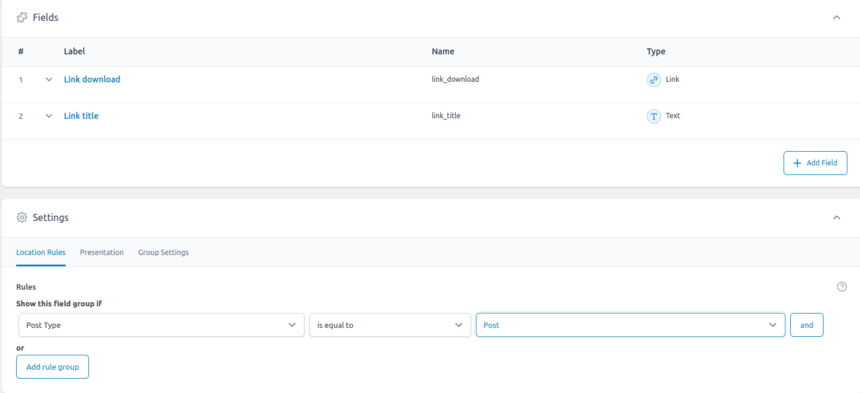 Fields
# Label Name Type
1 Link download link_download Link
2 Link title link_title T Text
+ Add Field
Settings
Location Rules Presentation Group Settings
Rules ?
Show this field group if
Post Type is equal to Post and
or
Add rule group